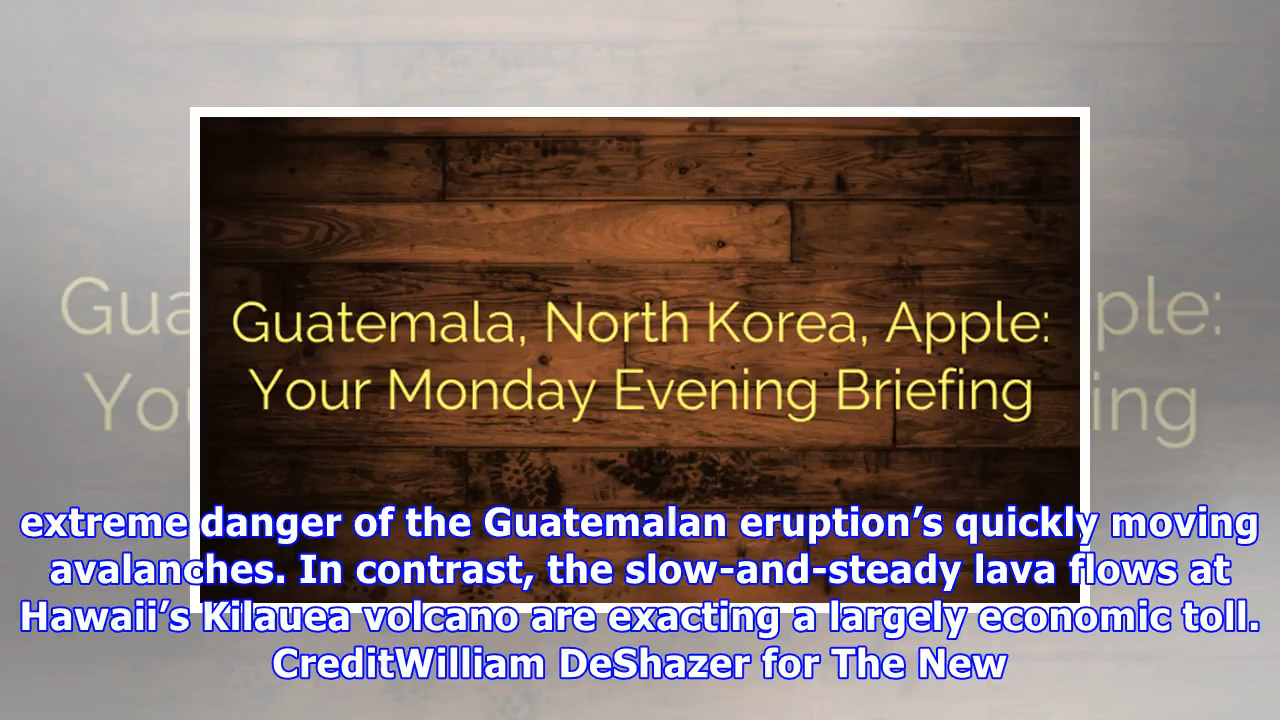 Guatemala, North Korea, Apple:
Your Monday Evening Briefing
extreme danger of the Guatemalan eruption’s quickly moving
avalanches. In contrast, the slow-and-steady lava flows at
Hawaii’s Kilauea volcano are exacting a largely economic toll.
CreditWilliam DeShazer for The New